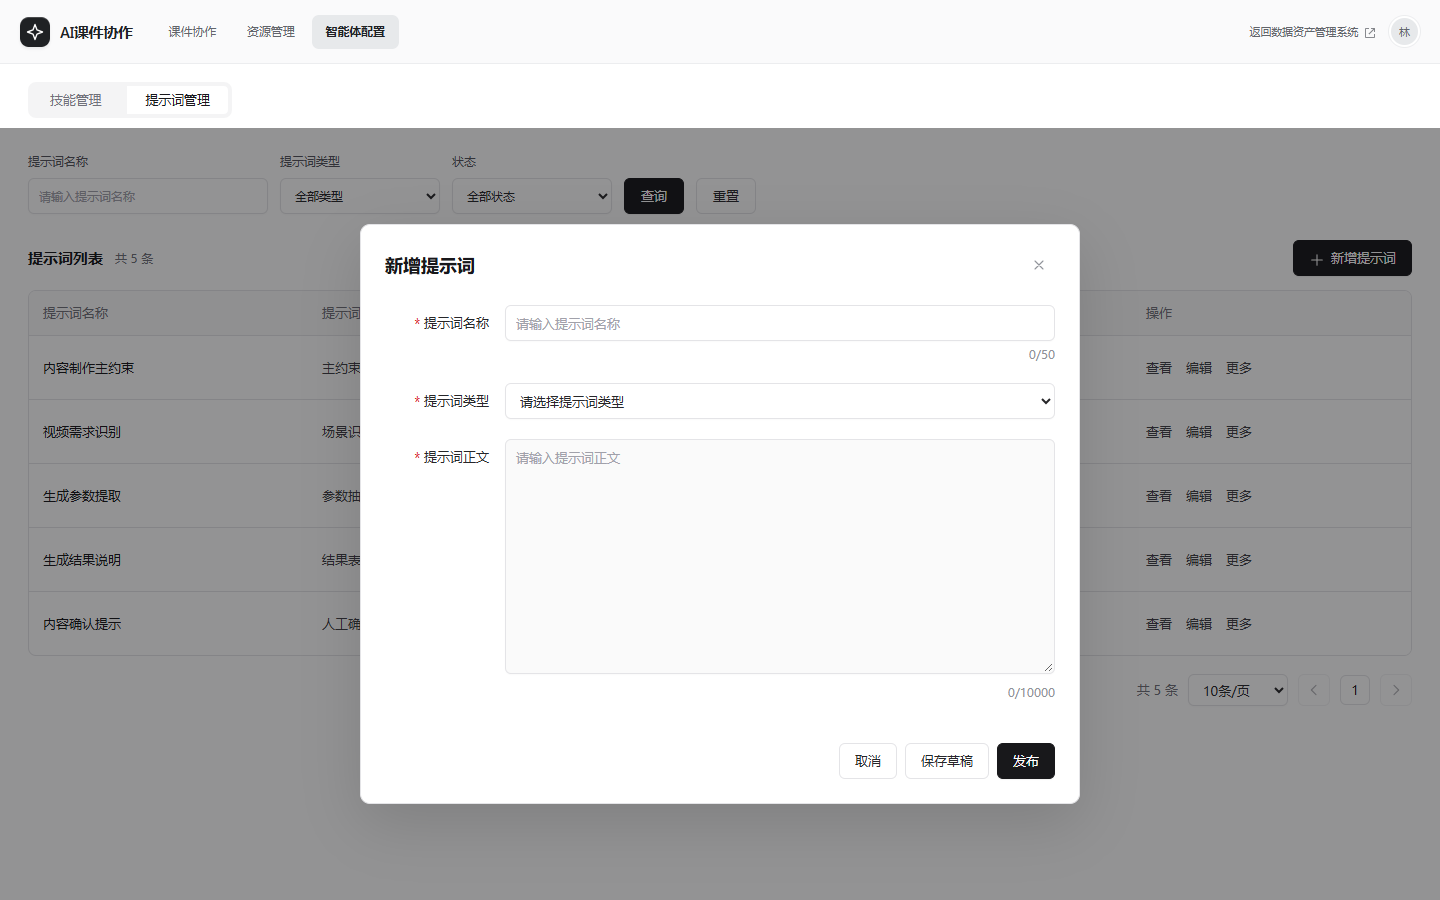 AI课件协作
课件协作
资源管理
智能体配置
返回数据资产管理系统
林
技能管理
提示词管理
提示词名称
提示词类型
状态
请输入提示词名称
全部类型
全部状态
查询
重置
提示词列表
共 5 条
新增提示词
提示词名称
提示词
操作
内容制作主约束
主约束
查看 编辑 更多
视频需求识别
场景识
查看 编辑 更多
生成参数提取
参数抽
查看 编辑 更多
生成结果说明
结果表
查看 编辑 更多
内容确认提示
人工确
查看 编辑 更多
共 5 条
10条/页
1
新增提示词
* 提示词名称
请输入提示词名称
0/50
* 提示词类型
请选择提示词类型
* 提示词正文
请输入提示词正文
0/10000
取消
保存草稿
发布